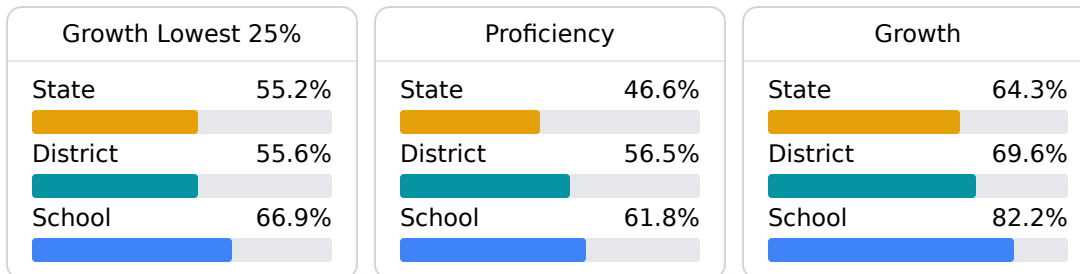 Growth Lowest 25%
State 55.2%
District 55.6%
School 66.9%
Proficiency
State 46.6%
District 56.5%
School 61.8%
Growth
State 64.3%
District 69.6%
School 82.2%